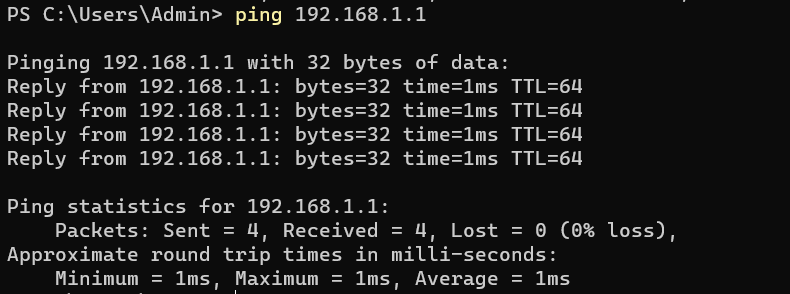 PS C:\Users\Admin> ping 192.168.1.1
Pinging 192.168.1.1 with 32 bytes of data:
Reply from 192.168.1.1: bytes=32 time=1ms TTL=64
Reply from 192.168.1.1: bytes=32 time=1ms TTL=64
Reply from 192.168.1.1: bytes=32 time=1ms TTL=64
Reply from 192.168.1.1: bytes=32 time=1ms TTL=64
Ping statistics for 192.168.1.1:
    Packets: Sent = 4, Received = 4, Lost = 0 (0% loss),
Approximate round trip times in milli-seconds:
    Minimum = 1ms, Maximum = 1ms, Average = 1ms